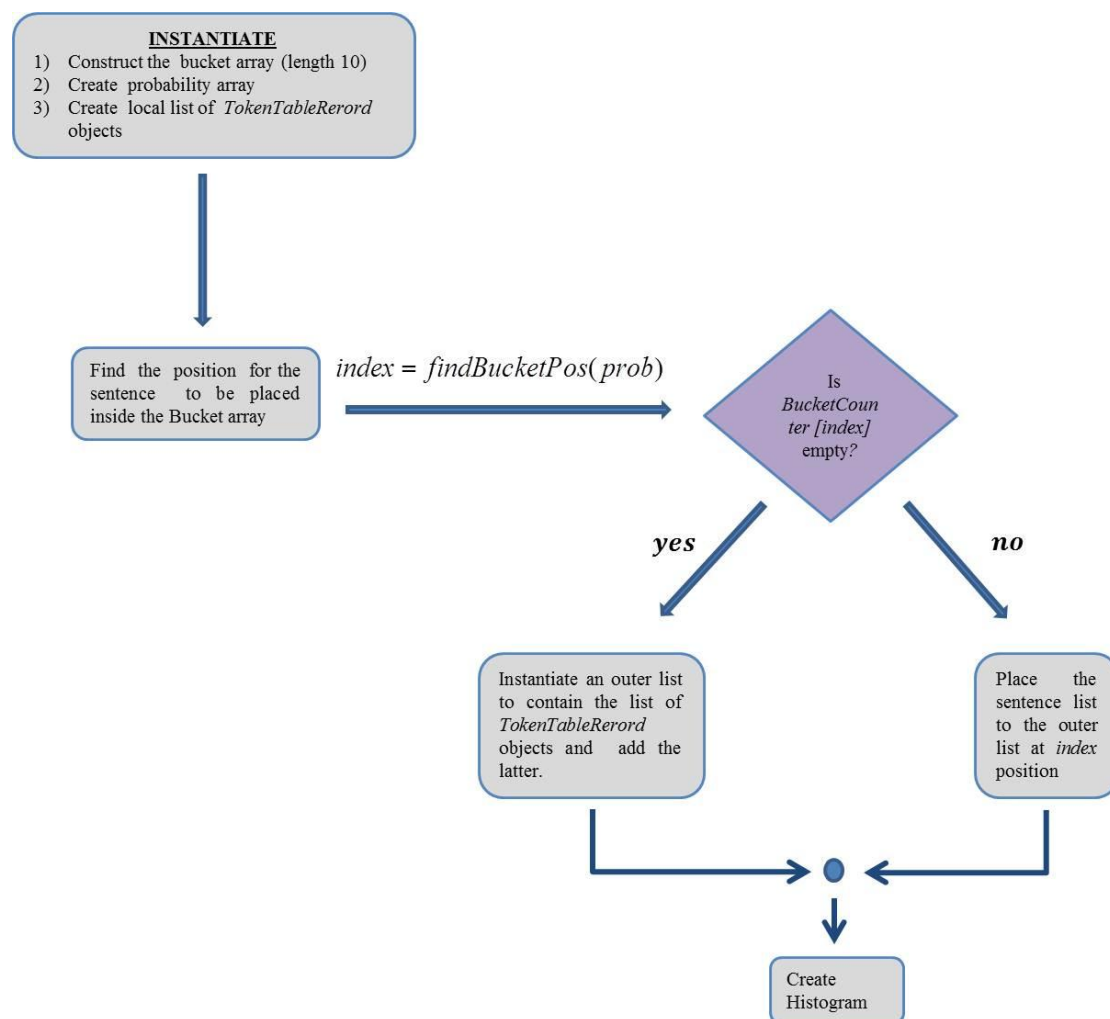 INSTANTIATE
1) Construct the bucket array (length 10)
2) Create probability array
3) Create local list of TokenTableRerord
objects
Find the position for the
sentence to be placed
inside the Bucket array
index = findBucketPos(prob)
Is
BucketCoun
ter [index]
empty?
yes
no
Instantiate an outer list
to contain the list of
TokenTableRerord
objects and add the
latter.
Place the
sentence list
to the outer
list at index
position
Create
Histogram